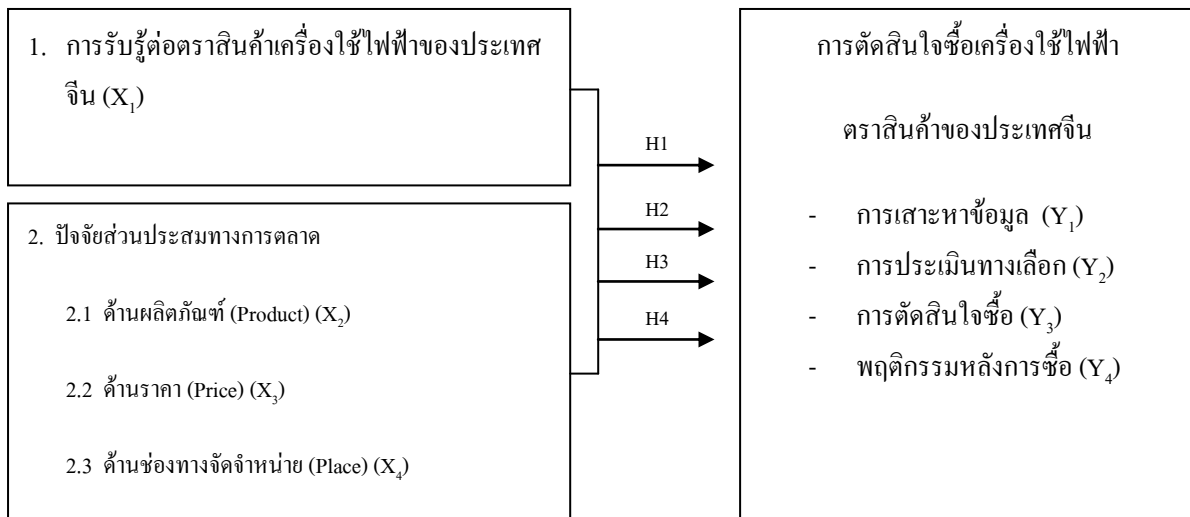 1. การรับรู้ต่อตราสินค้าเครื่องใช้ไฟฟ้าของประเทศ
จีน (X₁)
2. ปัจจัยส่วนประสมทางการตลาด
2.1 ด้านผลิตภัณฑ์ (Product) (X₂)
2.2 ด้านราคา (Price) (X₃)
2.3 ด้านช่องทางจัดจำหน่าย (Place) (X₄)
H1
H2
H3
H4
การตัดสินใจซื้อเครื่องใช้ไฟฟ้า
ตราสินค้าของประเทศจีน
- การเสาะหาข้อมูล (Y₁)
- การประเมินทางเลือก (Y₂)
- การตัดสินใจซื้อ (Y₃)
- พฤติกรรมหลังการซื้อ (Y₄)